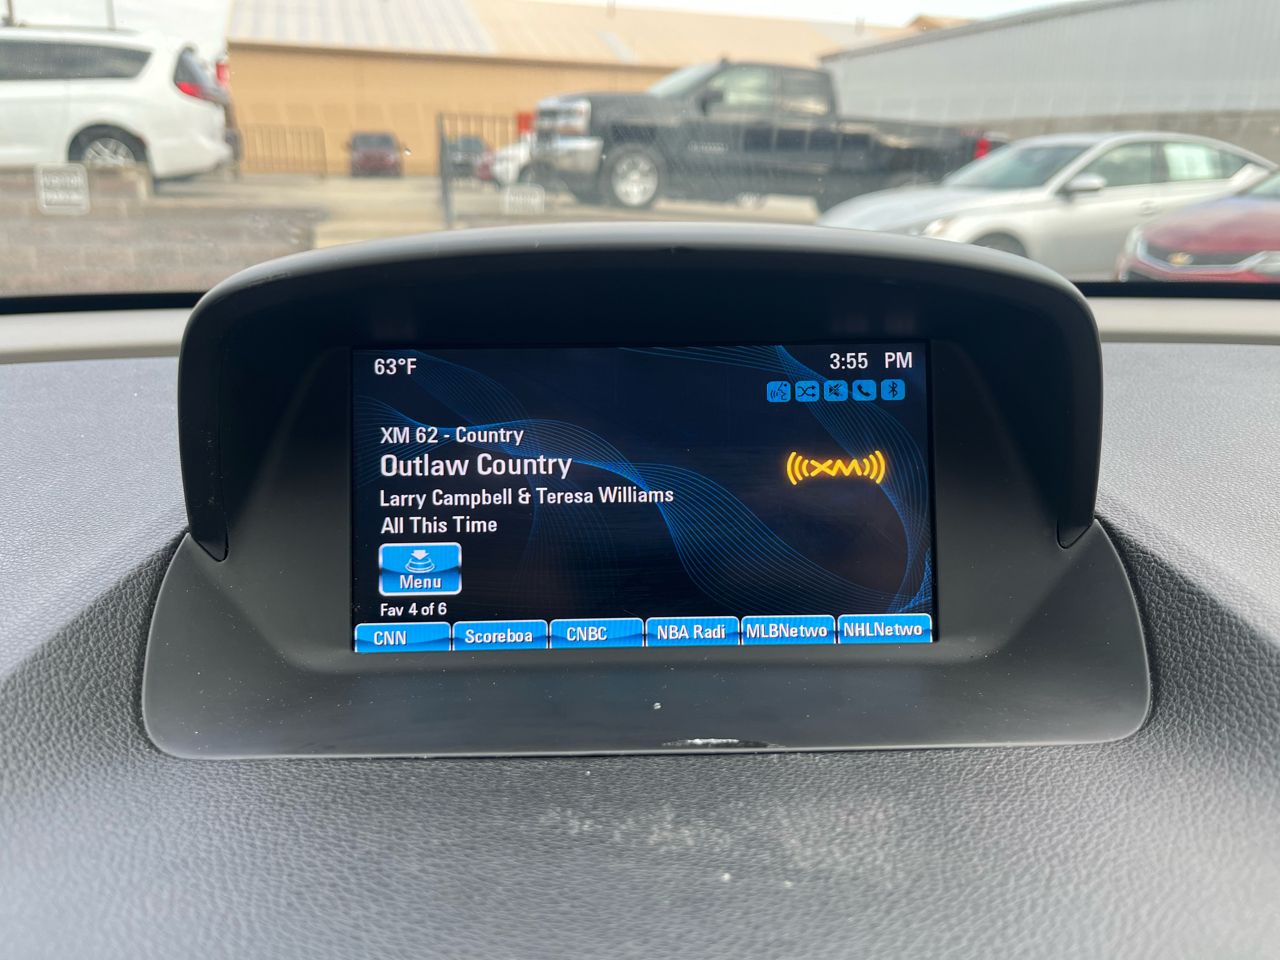 63°F
3:55 PM
XM 62 - Country
Outlaw Country
XM
Larry Campbell & Teresa Williams
All This Time
Menu
Fav 4 of 6
CNN
Scoreboa
CNBC
NBA Radi
MLBNetwo
NHLNetwo